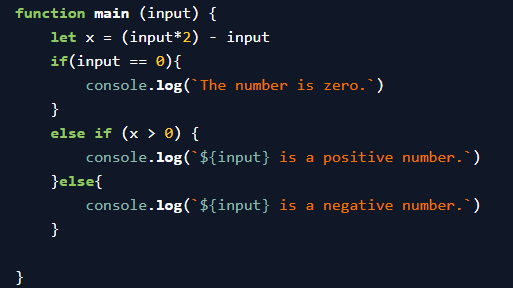 function main (input) {
    let x = (input*2) - input
    if(input == 0){
        console.log(`The number is zero.`)
    }
    else if (x > 0) {
        console.log(`${input} is a positive number.`)
    }else{
        console.log(`${input} is a negative number.`)
    }

}